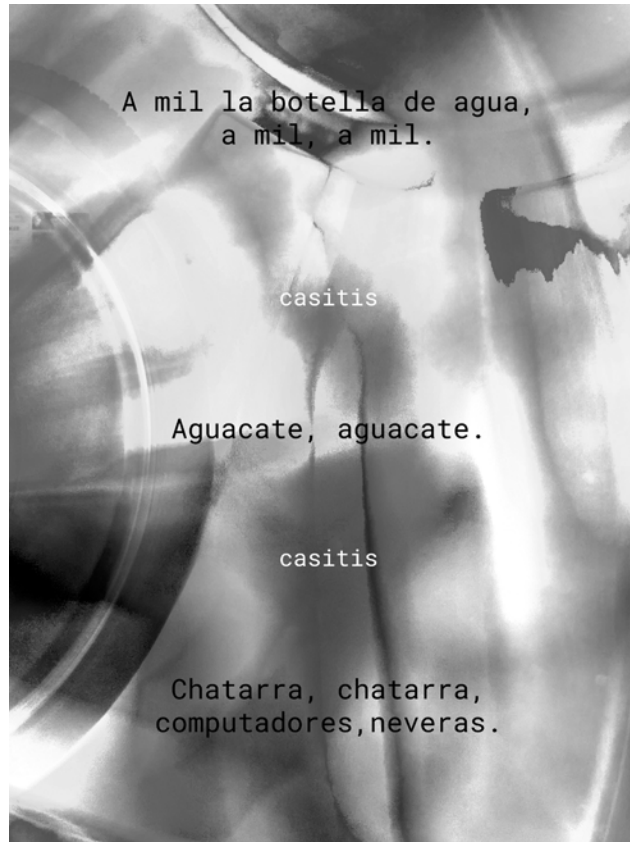 A mil la botella de agua,
a mil, a mil.
casitis
Aguacate, aguacate.
casitis
Chatarra, chatarra,
computadores,neveras.